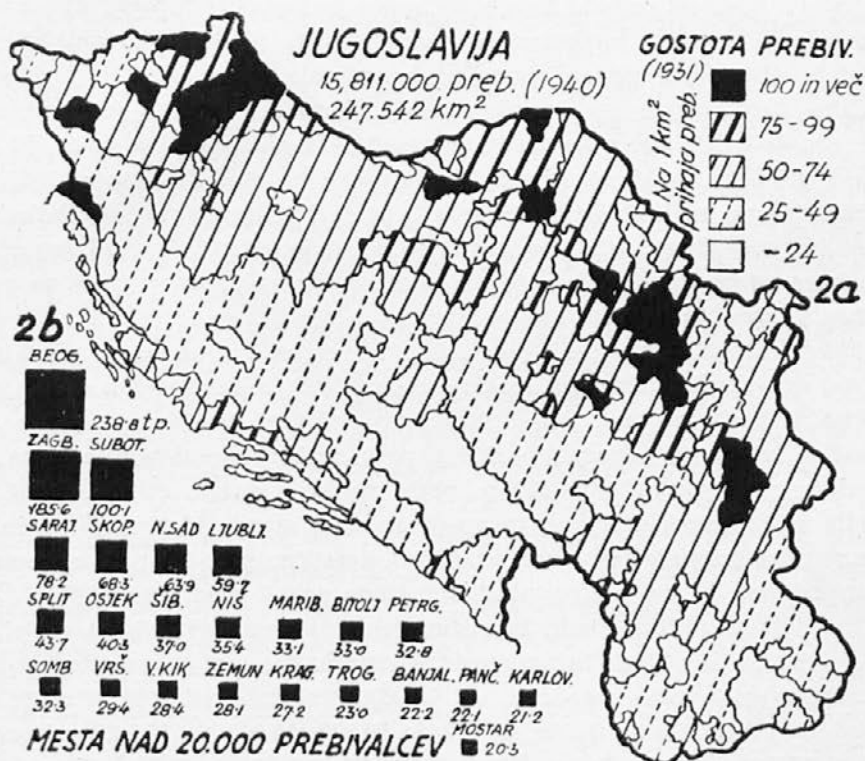 JUGOSLAVIJA
15,811.000 preb. (1940)
247.542 km²
GOSTOTA PREBIV.
(1931)
Na 1 km² prihaja preb.
100 in več
75-99
50-74
25-49
-24
2a
2b
BEOG.
238·8 tp.
ZAGB. SUBOT.
185·6 100·1
SARAJ. SKOP. N.SAD LJUBLJ.
78·2 68·3 63·9 59·7
SPLIT OSJEK ŠIB. NIŠ MARIB. BITOLJ PETRG.
43·7 40·3 37·0 35·4 33·1 33·0 32·8
SOMB. VRŠ. V.KIK ZEMUN KRAG. TROG. BANJAL. PANČ. KARLOV.
32·3 29·4 28·4 28·1 27·2 23·0 22·2 22·1 21·2
MOSTAR
20·3
MESTA NAD 20.000 PREBIVALCEV